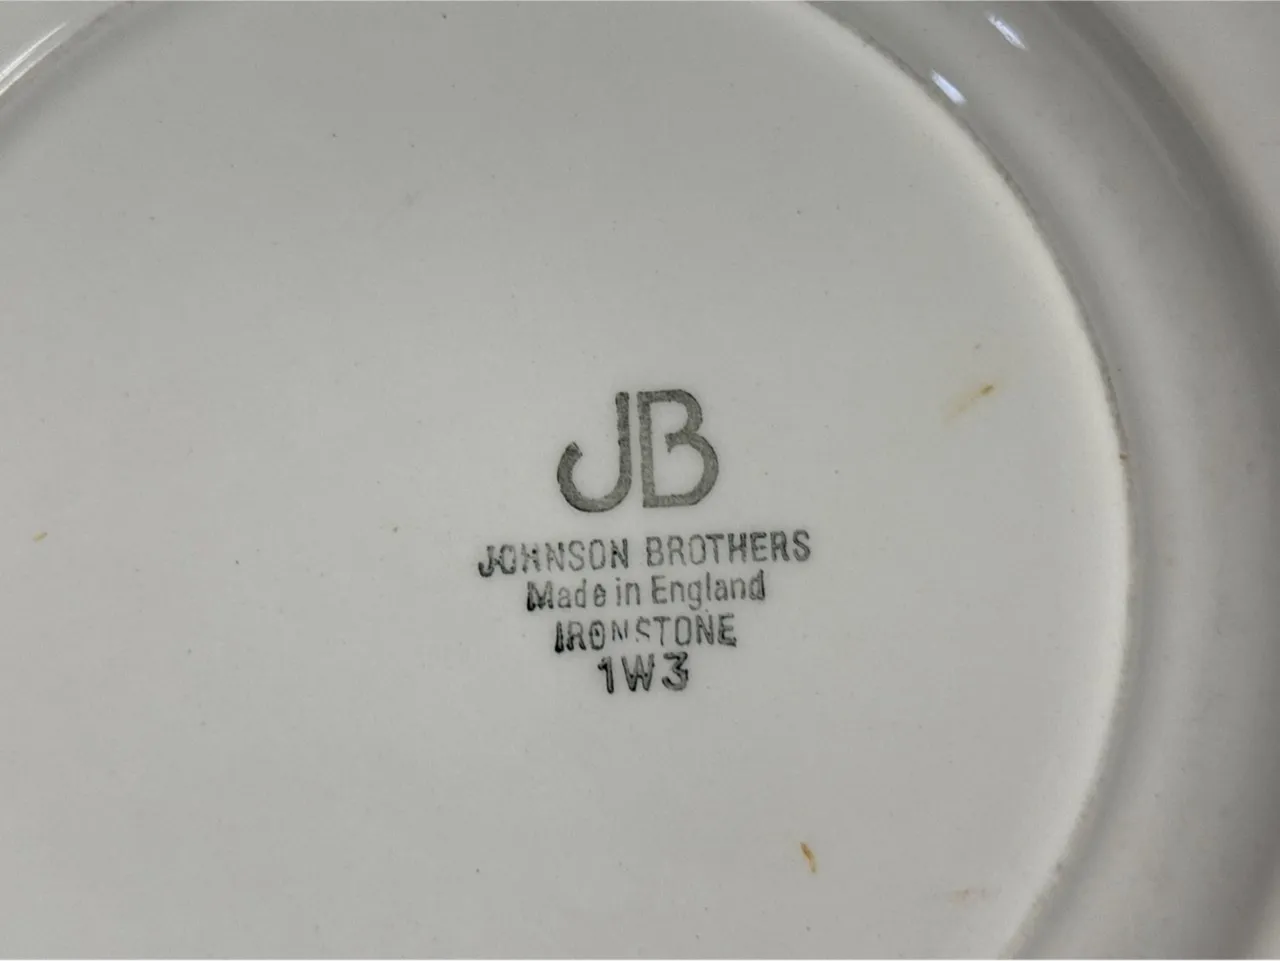 JB
JOHNSON BROTHERS
Made in England
IRONSTONE
1W3